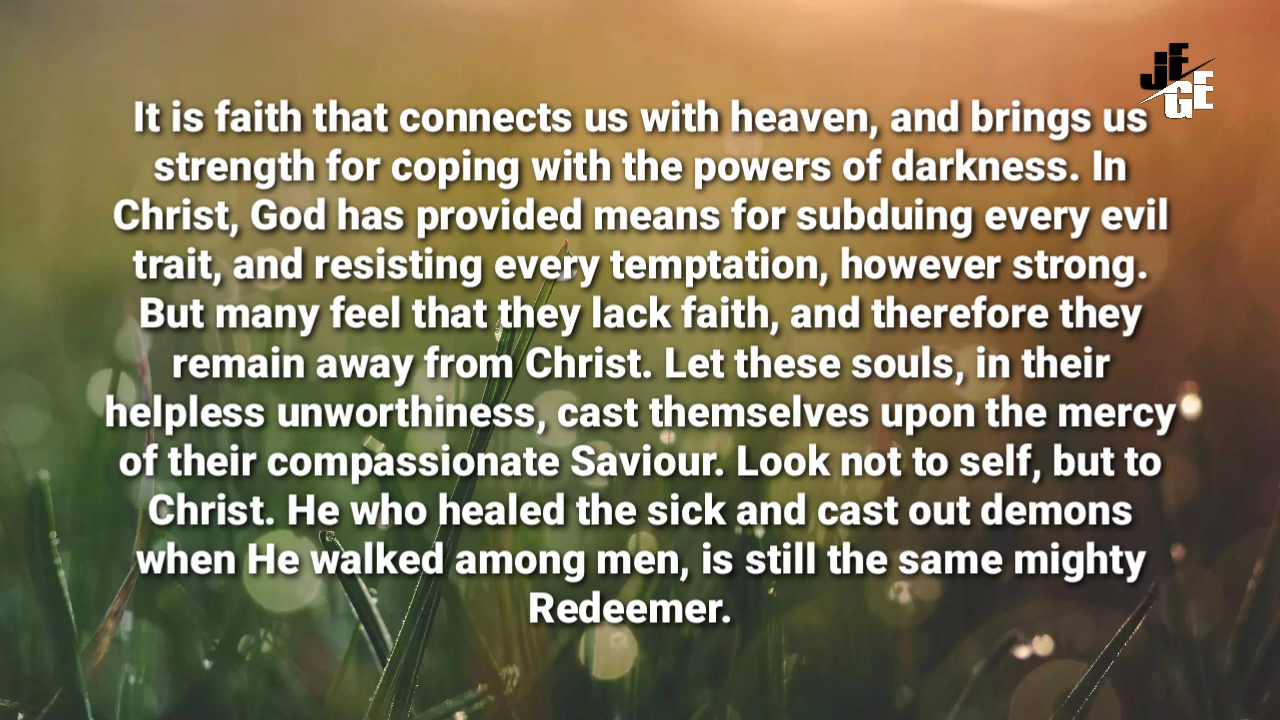 JF
GE
F
It is faith that connects us with heaven, and brings us
strength for coping with the powers of darkness. In
Christ, God has provided means for subduing every evil
trait, and resisting every temptation, however strong.
But many feel that they lack faith, and therefore they
remain away from Christ. Let these souls, in their
helpless unworthiness, cast themselves upon the mercy
of their compassionate Saviour. Look not to self, but to
Christ. He who healed the sick and cast out demons
when He walked among men, is still the same mighty
Redeemer.